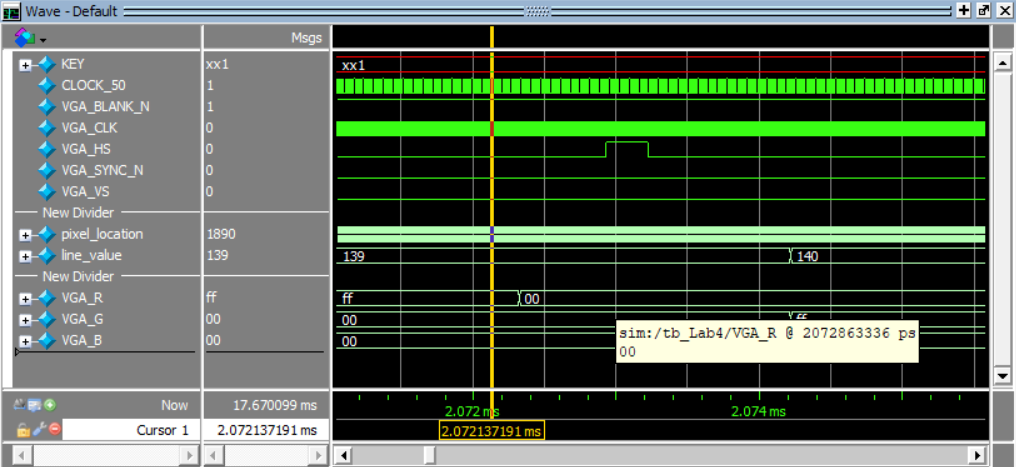 Wave - Default
Msgs
KEY xx1 xx1
CLOCK_50 1
VGA_BLANK_N 1
VGA_CLK 0
VGA_HS 0
VGA_SYNC_N 0
VGA_VS 0
New Divider
pixel_location 1890
line_value 139 139 140
New Divider
VGA_R ff ff 00
VGA_G 00 00 ff
VGA_B 00 00
sim:/tb_Lab4/VGA_R @ 2072863336 ps
00
Now 17.670099 ms 2.072 ms 2.074 ms
Cursor 1 2.072137191 ms 2.072137191 ms